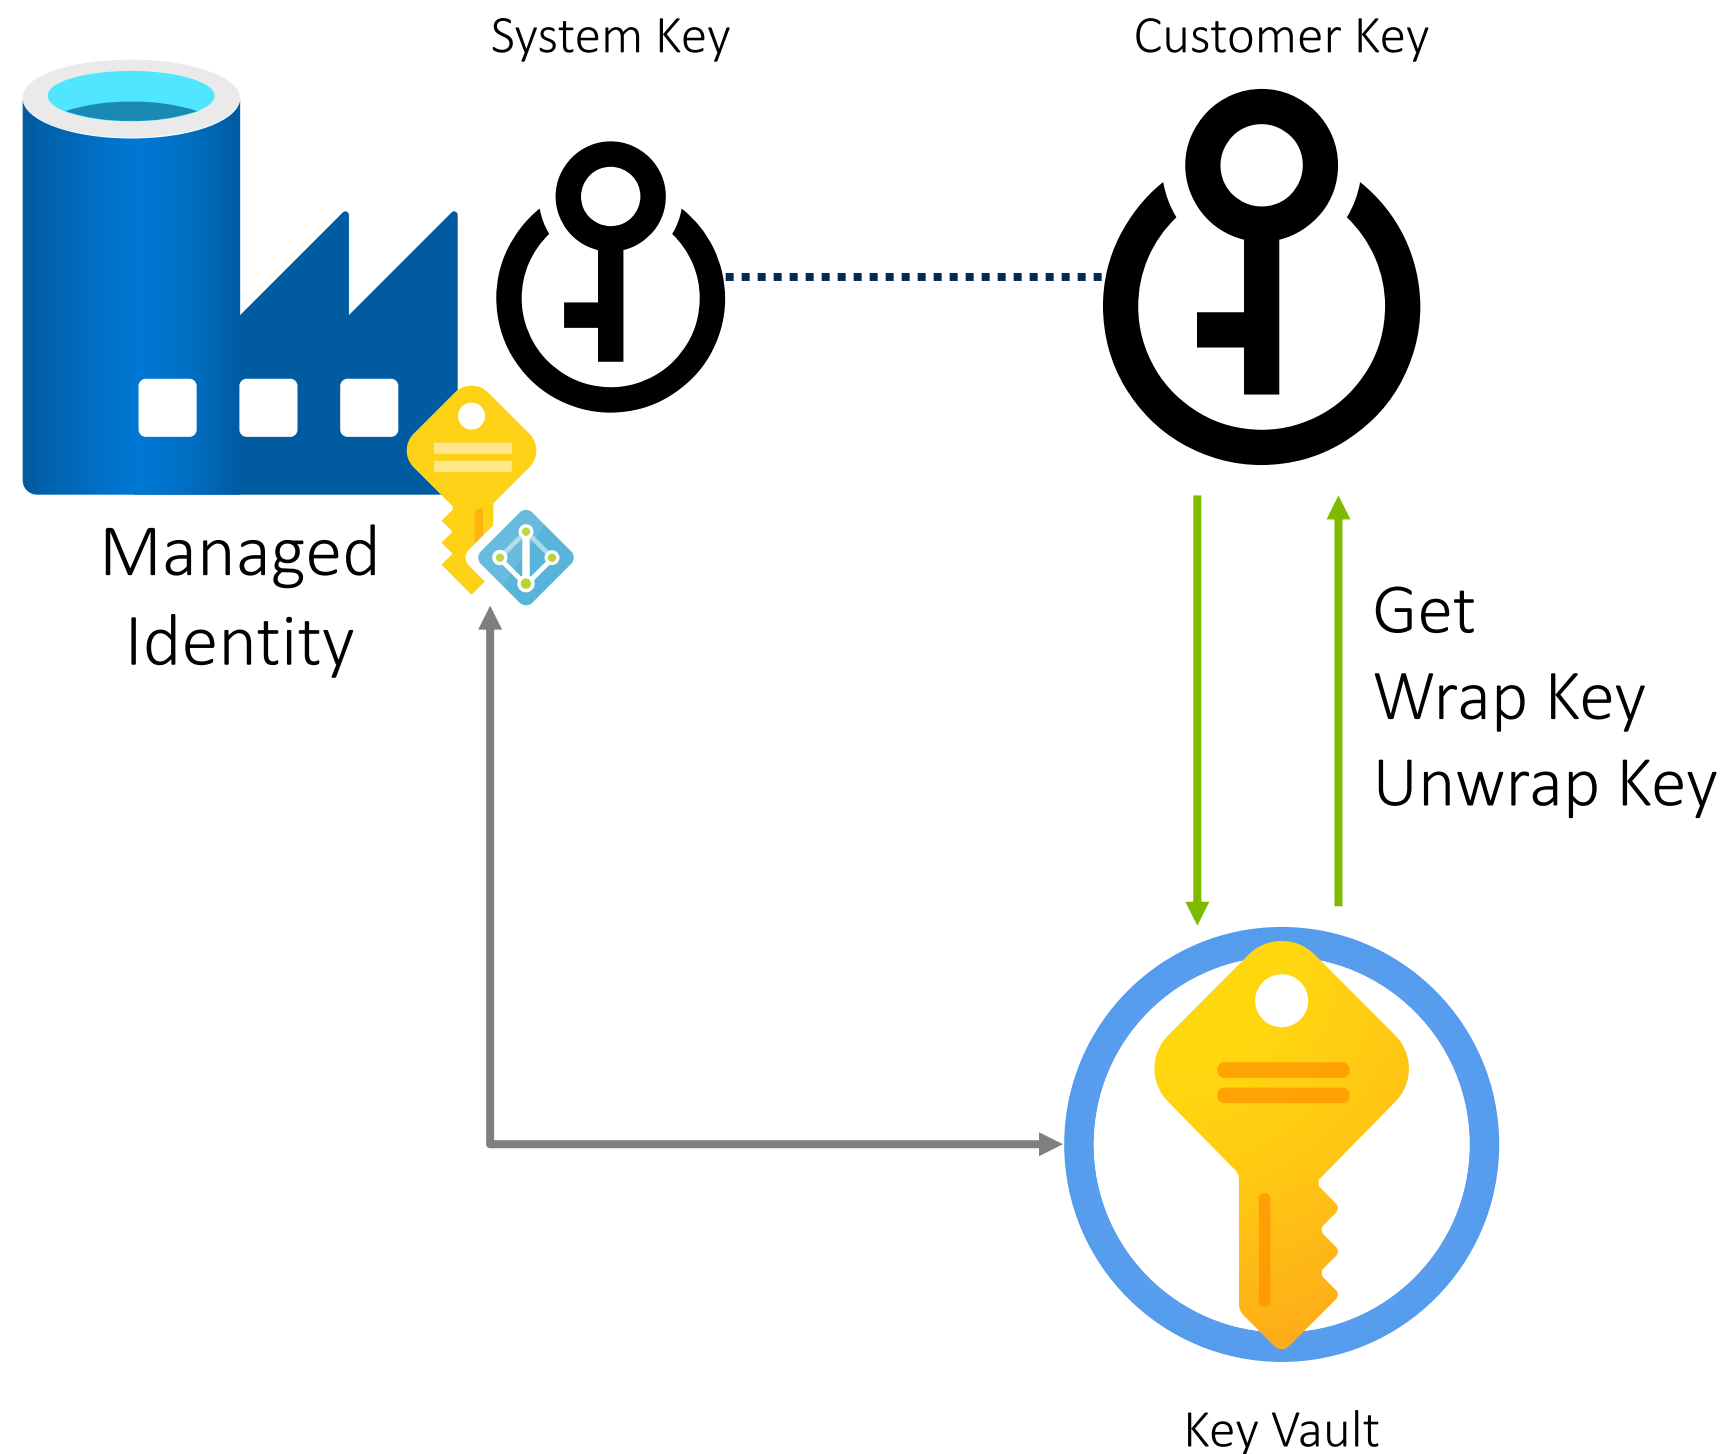 System Key
Customer Key
Managed
Identity
Get
Wrap Key
Unwrap Key
Key Vault